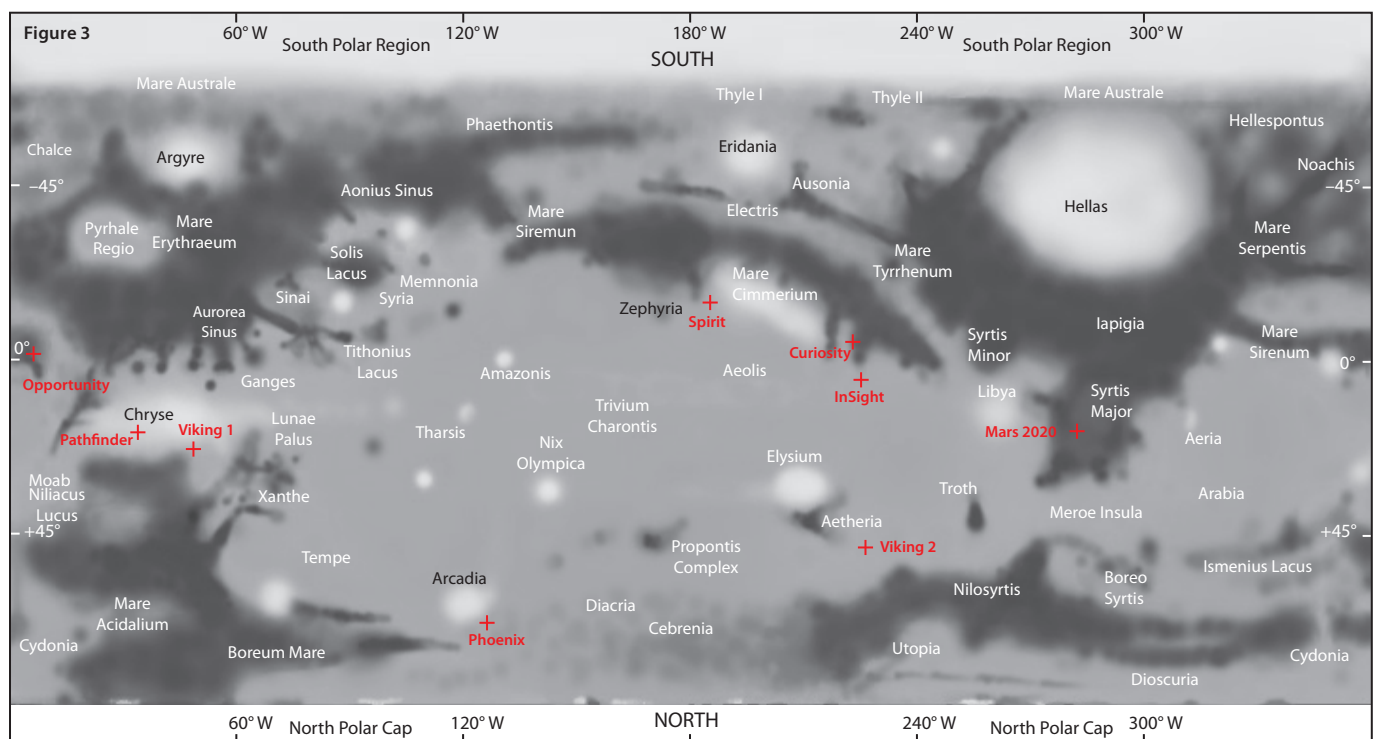 Figure 3
60° W
South Polar Region
120° W
180° W
SOUTH
240° W
South Polar Region
300° W
Mare Australe
Thyle I
Thyle II
Mare Australe
Phaethontis
Hellespontus
Chalce
Argyre
Eridania
Noachis
–45°
Aonius Sinus
Ausonia
–45°
Pyrhale
Regio
Mare
Erythraeum
Mare
Siremun
Electris
Hellas
Mare
Serpentis
Solis
Lacus
Memnonia
Mare
Tyrrhenum
Sinai
Syria
Zephyria
Mare
Cimmerium
Aurorea
Sinus
Spirit
Iapigia
0°
Opportunity
Tithonius
Lacus
Curiosity
Syrtis
Minor
Mare
Sirenum
0°
Ganges
Amazonis
Aeolis
InSight
Libya
Syrtis
Major
Chryse
Pathfinder
Viking 1
Lunae
Palus
Tharsis
Trivium
Charontis
Mars 2020
Aeria
Nix
Olympica
Elysium
Moab
Niliacus
Lucus
Xanthe
Troth
Arabia
+45°
Aetheria
Meroe Insula
+45°
Tempe
Propontis
Complex
Viking 2
Ismenius Lacus
Arcadia
Nilosyrtis
Boreo
Syrtis
Mare
Acidalium
Diacria
Phoenix
Cebrenia
Cydonia
Boreum Mare
Utopia
Cydonia
Dioscuria
60° W
North Polar Cap
120° W
NORTH
240° W
North Polar Cap
300° W